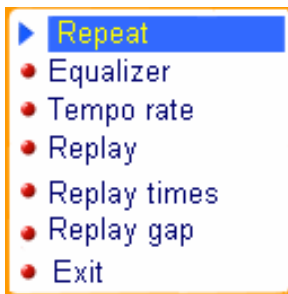 Repeat
Equalizer
Tempo rate
Replay
Replay times
Replay gap
Exit